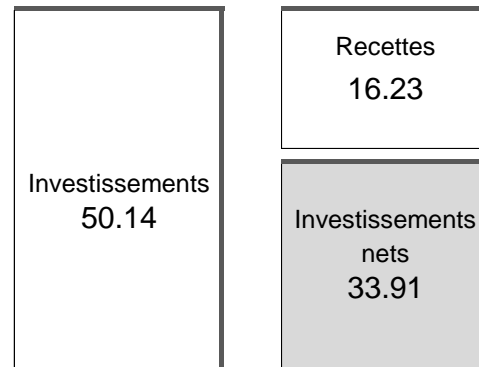 Investissements
50.14
Recettes
16.23
Investissements
nets
33.91